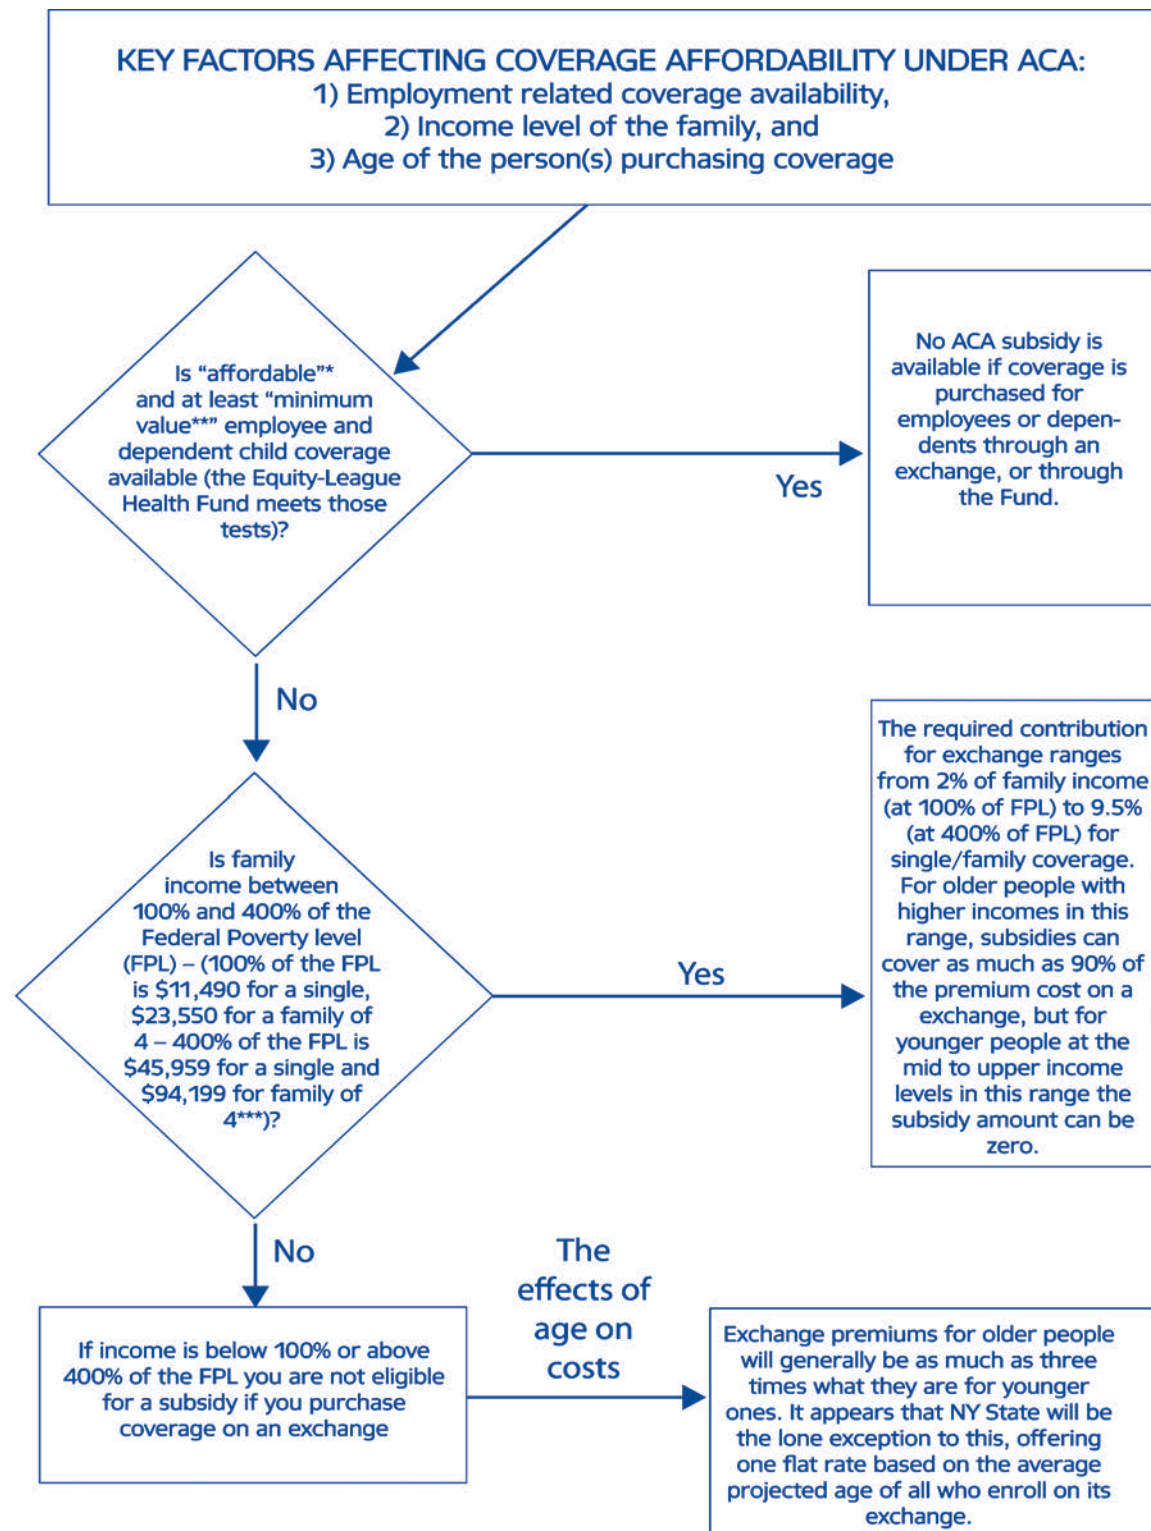 KEY FACTORS AFFECTING COVERAGE AFFORDABILITY UNDER ACA:
1) Employment related coverage availability,
2) Income level of the family, and
3) Age of the person(s) purchasing coverage
Is “affordable”*
and at least “minimum
value**” employee and
dependent child coverage
available (the Equity-League
Health Fund meets those
tests)?
Yes
No ACA subsidy is
available if coverage is
purchased for
employees or depen-
dents through an
exchange, or through
the Fund.
No
Is family
income between
100% and 400% of the
Federal Poverty level
(FPL) – (100% of the FPL
is $11,490 for a single,
$23,550 for a family of
4 – 400% of the FPL is
$45,959 for a single and
$94,199 for family of
4***)?
Yes
The required contribution
for exchange ranges
from 2% of family income
(at 100% of FPL) to 9.5%
(at 400% of FPL) for
single/family coverage.
For older people with
higher incomes in this
range, subsidies can
cover as much as 90% of
the premium cost on a
exchange, but for
younger people at the
mid to upper income
levels in this range the
subsidy amount can be
zero.
No
If income is below 100% or above
400% of the FPL you are not eligible
for a subsidy if you purchase
coverage on an exchange
The
effects of
age on
costs
Exchange premiums for older people
will generally be as much as three
times what they are for younger
ones. It appears that NY State will be
the lone exception to this, offering
one flat rate based on the average
projected age of all who enroll on its
exchange.